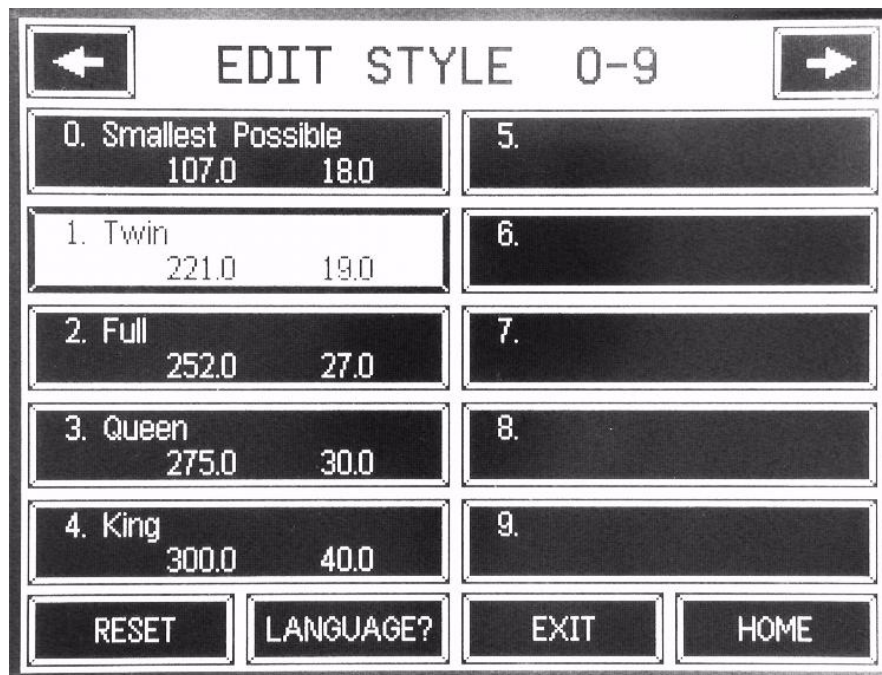 EDIT STYLE 0-9
0. Smallest Possible
107.0 18.0
1. Twin
221.0 19.0
2. Full
252.0 27.0
3. Queen
275.0 30.0
4. King
300.0 40.0
5.
6.
7.
8.
9.
RESET LANGUAGE? EXIT HOME